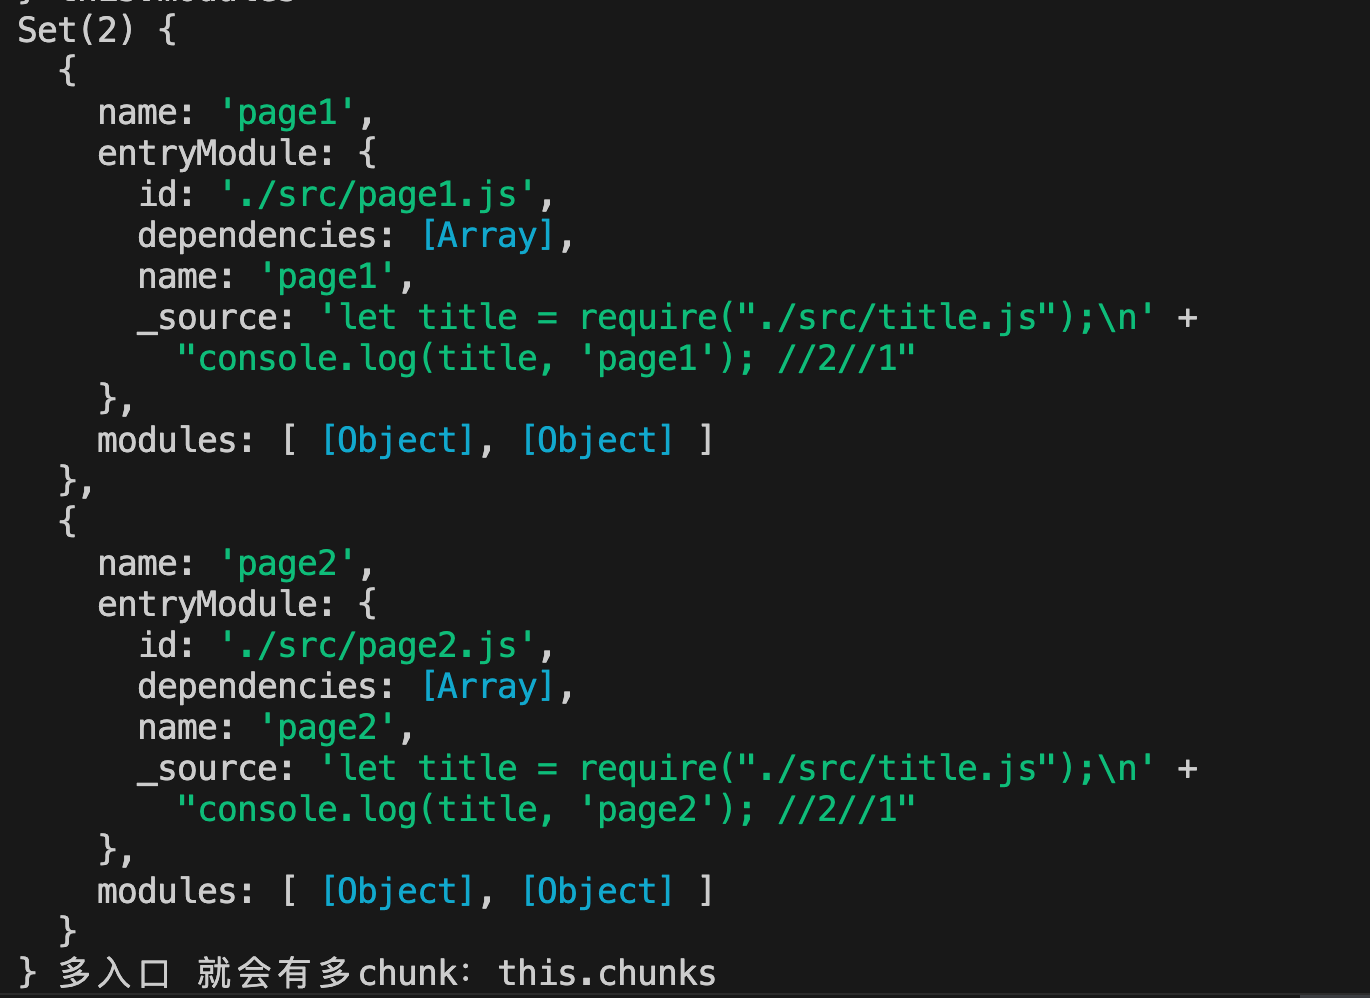 Set(2) {
  {
    name: 'page1',
    entryModule: {
      id: './src/page1.js',
      dependencies: [Array],
      name: 'page1',
      _source: 'let title = require("./src/title.js");\n' +
        "console.log(title, 'page1'); //2//1"
    },
    modules: [ [Object], [Object] ]
  },
  {
    name: 'page2',
    entryModule: {
      id: './src/page2.js',
      dependencies: [Array],
      name: 'page2',
      _source: 'let title = require("./src/title.js");\n' +
        "console.log(title, 'page2'); //2//1"
    },
    modules: [ [Object], [Object] ]
  }
} 多入口 就会有多chunk: this.chunks